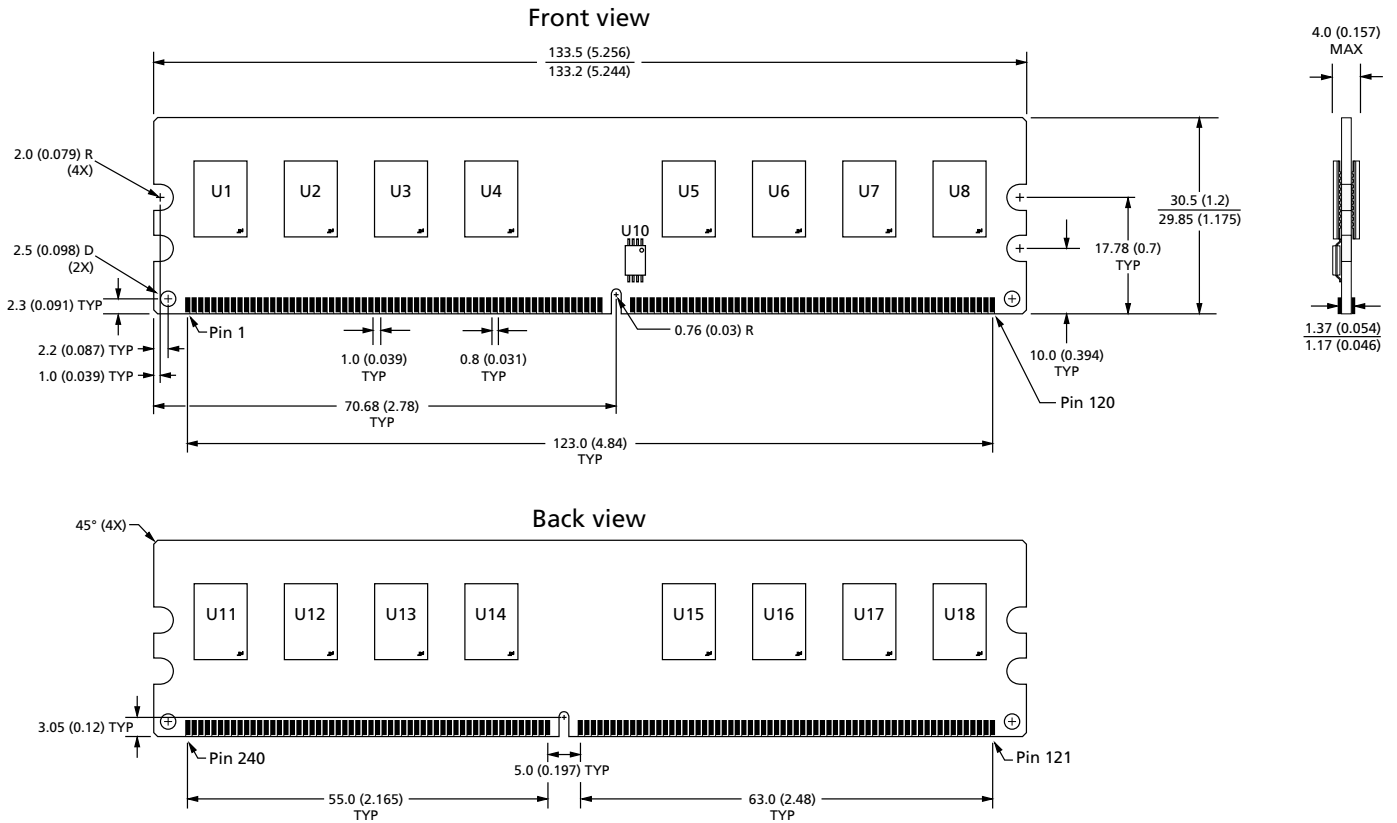 Front view
133.5 (5.256)
133.2 (5.244)
4.0 (0.157)
MAX
2.0 (0.079) R
(4X)
U1 U2 U3 U4 U5 U6 U7 U8
30.5 (1.2)
29.85 (1.175)
U10
2.5 (0.098) D
(2X)
17.78 (0.7)
TYP
2.3 (0.091) TYP
Pin 1
0.76 (0.03) R
1.37 (0.054)
1.17 (0.046)
2.2 (0.087) TYP
1.0 (0.039)
TYP
0.8 (0.031)
TYP
10.0 (0.394)
TYP
1.0 (0.039) TYP
70.68 (2.78)
TYP
Pin 120
123.0 (4.84)
TYP
Back view
45° (4X)
U11 U12 U13 U14 U15 U16 U17 U18
3.05 (0.12) TYP
Pin 240
Pin 121
5.0 (0.197) TYP
55.0 (2.165)
TYP
63.0 (2.48)
TYP